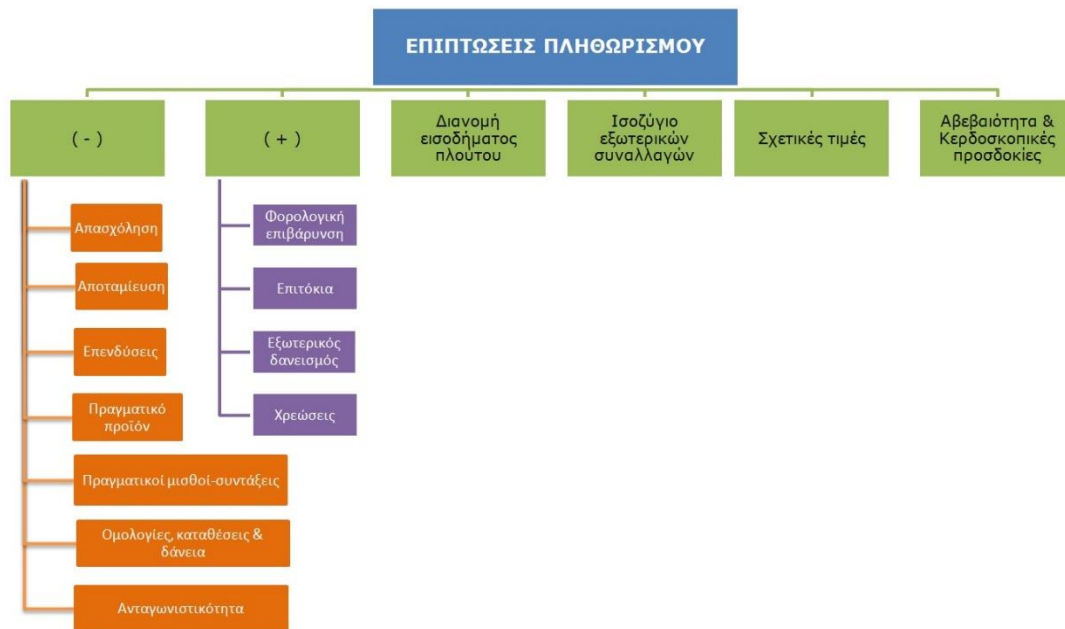 ΕΠΙΠΤΩΣΕΙΣ ΠΛΗΘΩΡΙΣΜΟΥ
( - )
( + )
Διανομή
εισοδήματος
πλούτου
Ισοζύγιο
εξωτερικών
συναλλαγών
Σχετικές τιμές
Αβεβαιότητα &
Κερδοσκοπικές
προσδοκίες
Απασχόληση
Αποταμίευση
Επενδύσεις
Πραγματικό
προϊόν
Πραγματικοί μισθοί-συντάξεις
Ομολογίες, καταθέσεις &
δάνεια
Ανταγωνιστικότητα
Φορολογική
επιβάρυνση
Επιτόκια
Εξωτερικός
δανεισμός
Χρεώσεις